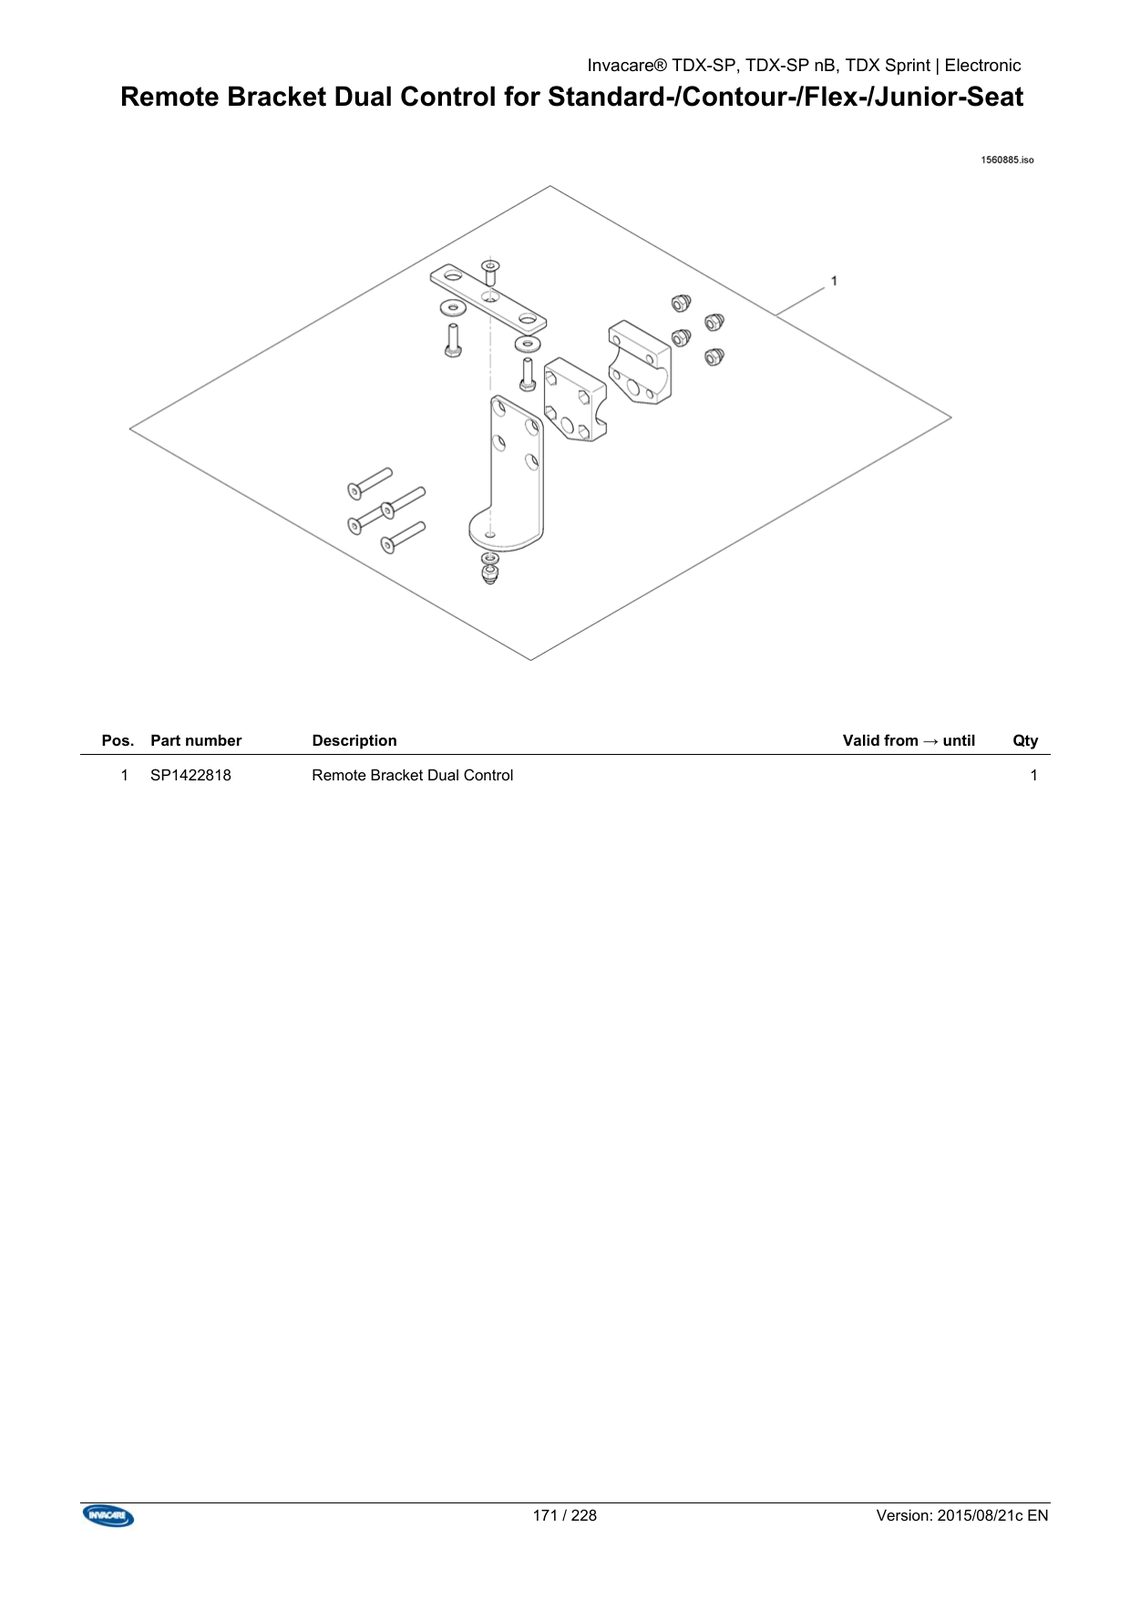 Invacare® TDX-SP, TDX-SP nB, TDX Sprint | Electronic
Remote Bracket Dual Control for Standard-/Contour-/Flex-/Junior-Seat
1560885.iso
1
Pos. Part number Description Valid from → until Qty
1 SP1422818 Remote Bracket Dual Control 1
INVACARE 171 / 228 Version: 2015/08/21c EN